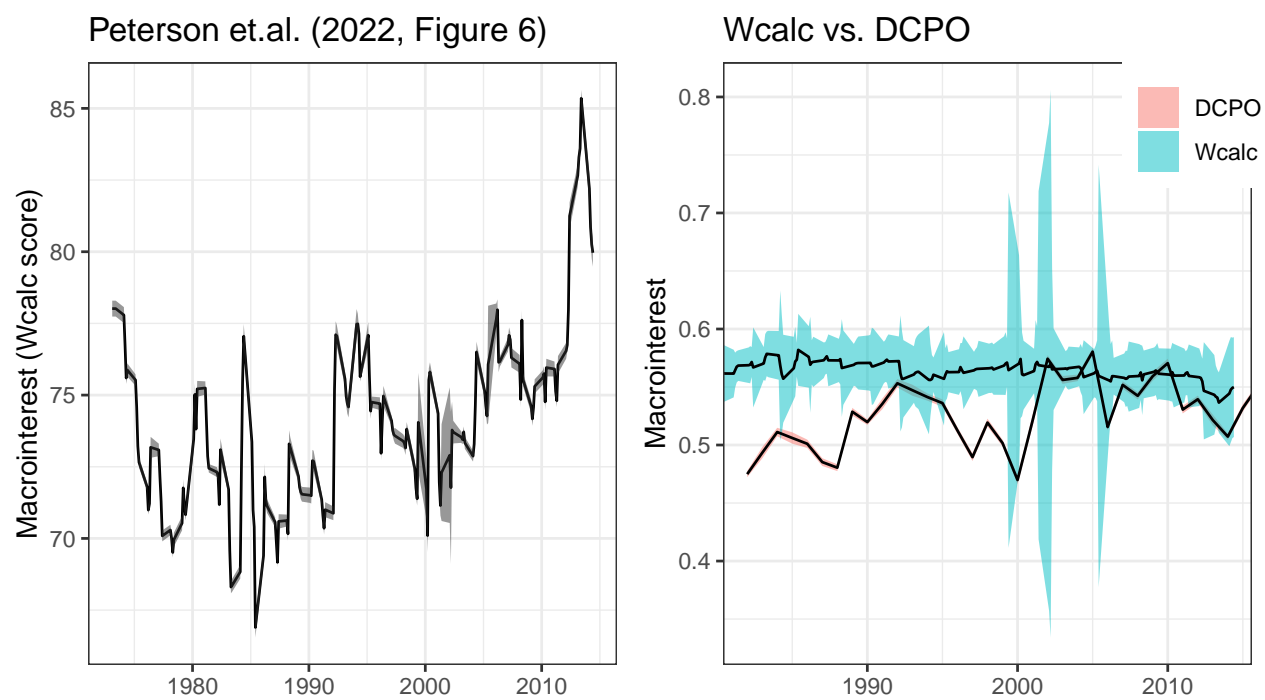 Peterson et.al. (2022, Figure 6)
Macrointerest (Wcalc score)
85
80
75
70
1980
1990
2000
2010
Wcalc vs. DCPO
Macrointerest
0.8
0.7
0.6
0.5
0.4
1990
2000
2010
DCPO
Wcalc